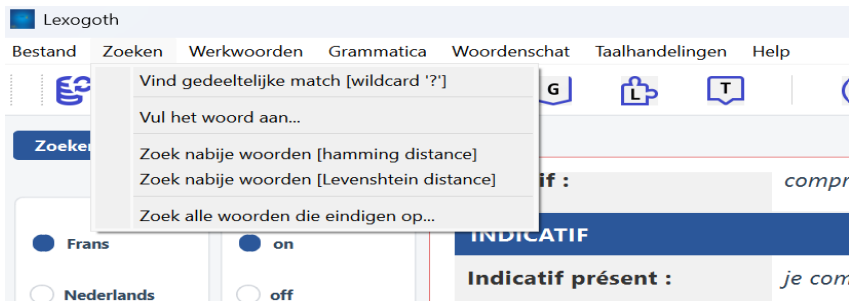 Lexogoth
Bestand Zoeken Werkwoorden Grammatica Woordenschat Taalhandelingen Help
Vind gedeeltelijke match [wildcard '?']
G L T
Vul het woord aan...
Zoek nabije woorden [hamming distance]
Zoek nabije woorden [Levenshtein distance]
Zoek alle woorden die eindigen op...
Zoeke
if : compr
INDICATIF
Frans on
Indicatif présent : je com
Nederlands off